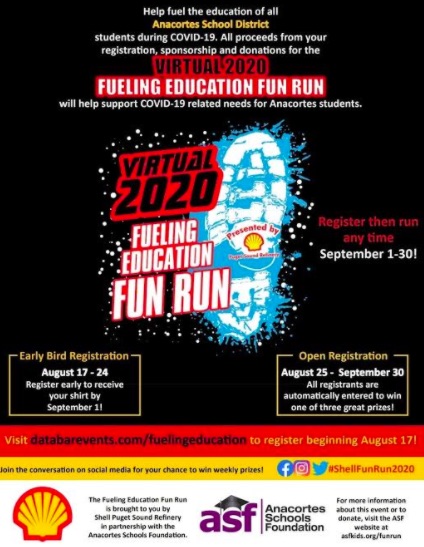 Help fuel the education of all
Anacortes School District
students during COVID-19. All proceeds from your
registration, sponsorship and donations for the
VIRTUAL 2020
FUELING EDUCATION FUN RUN
will help support COVID-19 related needs for Anacortes students.
VIRTUAL
2020
FUELING
EDUCATION
FUN RUN
Presented by
Puget Sound Refinery
Register then run
any time
September 1-30!
Early Bird Registration
August 17 - 24
Register early to receive
your shirt by
September 1!
Open Registration
August 25 - September 30
All registrants are
automatically entered to win
one of three great prizes!
Visit databarevents.com/fuelingeducation to register beginning August 17!
Join the conversation on social media for your chance to win weekly prizes! #ShellFunRun2020
The Fueling Education Fun Run
is brought to you by
Shell Puget Sound Refinery
in partnership with the
Anacortes Schools Foundation.
asf
Anacortes
Schools
Foundation
For more information
about this event or to
donate, visit the ASF
website at
asfkids.org/funrun